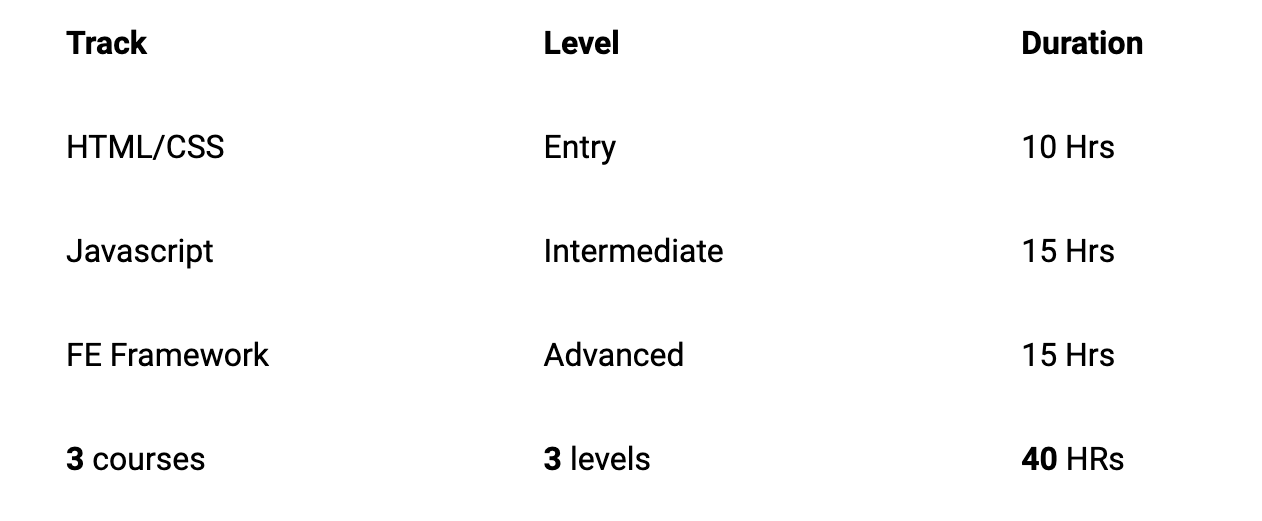 Track Level Duration
HTML/CSS Entry 10 Hrs
Javascript Intermediate 15 Hrs
FE Framework Advanced 15 Hrs
3 courses 3 levels 40 HRs